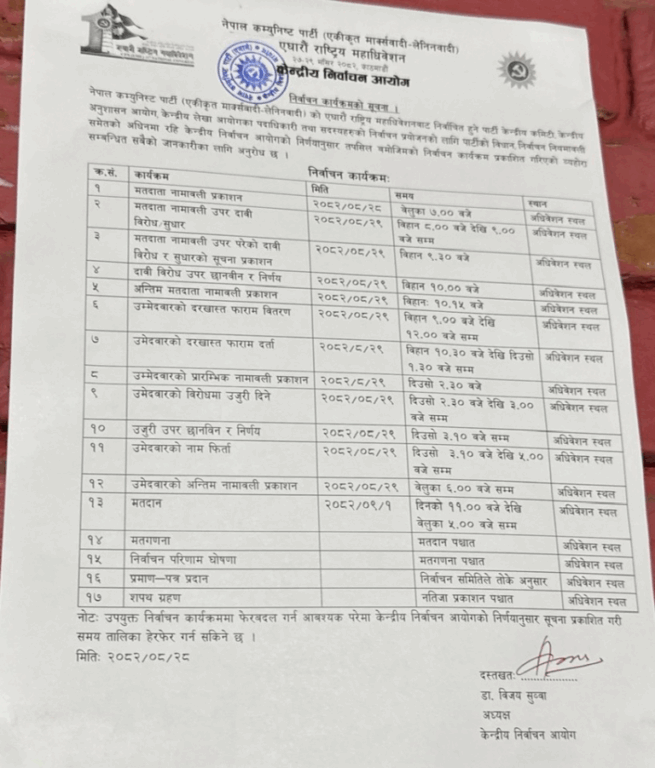 नेपाल कम्युनिष्ट पार्टी (एकीकृत मार्क्सवादी-लेनिनवादी)
एघारौं राष्ट्रिय महाधिवेशन
२७-२९ मंसिर २०८२, काठमाडौं
केन्द्रीय निर्वाचन आयोग
निर्वाचन कार्यक्रमको सूचना ।
नेपाल कम्युनिष्ट पार्टी (एकीकृत मार्क्सवादी-लेनिनवादी) को एघारौं राष्ट्रिय महाधिवेशनबाट निर्वाचित हुने पार्टी केन्द्रीय कमिटी, केन्द्रीय
अनुशासन आयोग, केन्द्रीय लेखा आयोगका पदाधिकारी तथा सदस्यहरुको निर्वाचन प्रयोजनको लागि पार्टीको विधान, निर्वाचन नियमावली
समेतको अधिनमा रहि केन्द्रीय निर्वाचन आयोगको निर्णयानुसार तपसिल बमोजिमको निर्वाचन कार्यक्रम प्रकाशित गरिएको व्यहोरा
सम्बन्धित सबैको जानकारीका लागि अनुरोध छ ।
निर्वाचन कार्यक्रमः
क.सं. कार्यक्रम मिति समय स्थान
१ मतदाता नामावली प्रकाशन २०८२/०८/२८ बेलुका ७.०० बजे अधिवेशन स्थल
२ मतदाता नामावली उपर दावी २०८२/०८/२९ बिहान ८.०० देखि ९.०० अधिवेशन स्थल
विरोध/सुधार बजे सम्म
३ मतदाता नामावली उपर परेको दावी २०८२/०८/२९ बिहान ९.३० बजे अधिवेशन स्थल
विरोध र सुधारको सूचना प्रकाशन
४ दावी विरोध उपर छानवीन र निर्णय २०८२/०८/२९ बिहान १०.०० बजे अधिवेशन स्थल
५ अन्तिम मतदाता नामावली प्रकाशन २०८२/०८/२९ बिहानः १०.१५ बजे अधिवेशन स्थल
६ उम्मेदवारको दरखास्त फाराम वितरण २०८२/०८/२९ बिहान ९.०० बजे देखि अधिवेशन स्थल
१२.०० बजे सम्म
७ उमेदवारको दरखास्त फाराम दर्ता २०८२/८/२९ बिहान १०.३० बजे देखि दिउसो अधिवेशन स्थल
१.३० बजे सम्म
८ उम्मेदवारको प्रारम्भिक नामावली प्रकाशन २०८२/८/२९ दिउसो २.३० बजे अधिवेशन स्थल
९ उमेदवारको विरोधमा उजुरी दिने २०८२/०८/२९ दिउसो २.३० बजे देखि ३.०० अधिवेशन स्थल
बजे सम्म
१० उजुरी उपर छानविन र निर्णय २०८२/०८/२९ दिउसो ३.१० बजे सम्म अधिवेशन स्थल
११ उमेदवारको नाम फिर्ता २०८२/०८/२९ दिउसो ३.१० बजे देखि ५.०० अधिवेशन स्थल
बजे सम्म
१२ उमेदवारको अन्तिम नामावली प्रकाशन २०८२/०८/२९ बेलुका ६.०० बजे सम्म अधिवेशन स्थल
१३ मतदान २०८२/०९/१ दिनको ११.०० बजे देखि अधिवेशन स्थल
बेलुका ५.०० बजे सम्म
१४ मतगणना मतदान पश्चात अधिवेशन स्थल
१५ निर्वाचन परिणाम घोषणा मतगणना पश्चात अधिवेशन स्थल
१६ प्रमाण–पत्र प्रदान निर्वाचन समितिले तोके अनुसार अधिवेशन स्थल
१७ शपथ ग्रहण नतिजा प्रकाशन पश्चात अधिवेशन स्थल
नोटः उपयुक्त निर्वाचन कार्यक्रममा फेरबदल गर्न आवश्यक परेमा केन्द्रीय निर्वाचन आयोगको निर्णयानुसार सूचना प्रकाशित गरी
समय तालिका हेरफेर गर्न सकिने छ ।
मितिः २०८२/०८/२८
दस्तखतः
डा. विजय सुब्बा
अध्यक्ष
केन्द्रीय निर्वाचन आयोग